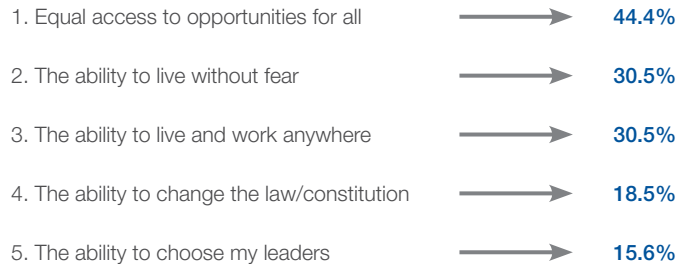 1. Equal access to opportunities for all 44.4%
2. The ability to live without fear 30.5%
3. The ability to live and work anywhere 30.5%
4. The ability to change the law/constitution 18.5%
5. The ability to choose my leaders 15.6%